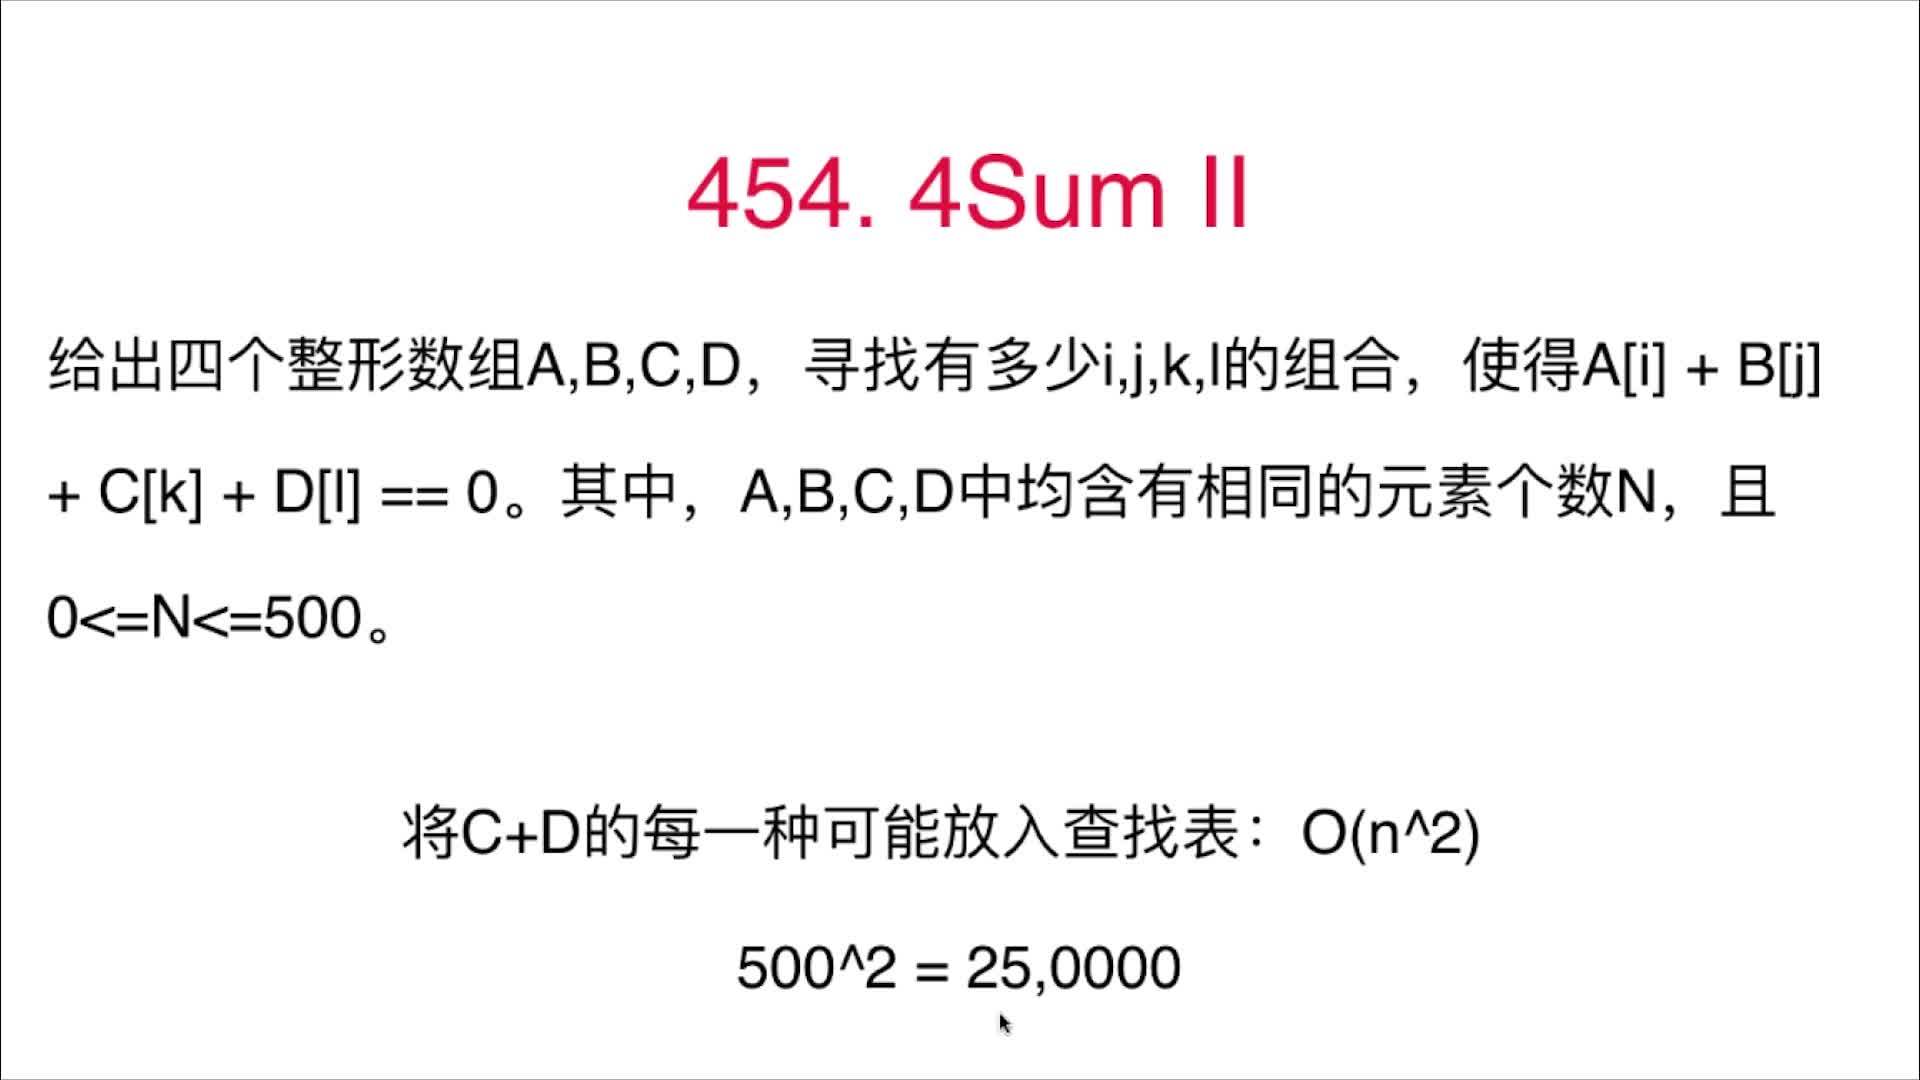 454. 4Sum II
给出四个整形数组A,B,C,D，寻找有多少i,j,k,l的组合，使得A[i] + B[j]
+ C[k] + D[l] == 0。其中，A,B,C,D中均含有相同的元素个数N，且
0<=N<=500。
将C+D的每一种可能放入查找表：O(n^2)
500^2 = 25,0000